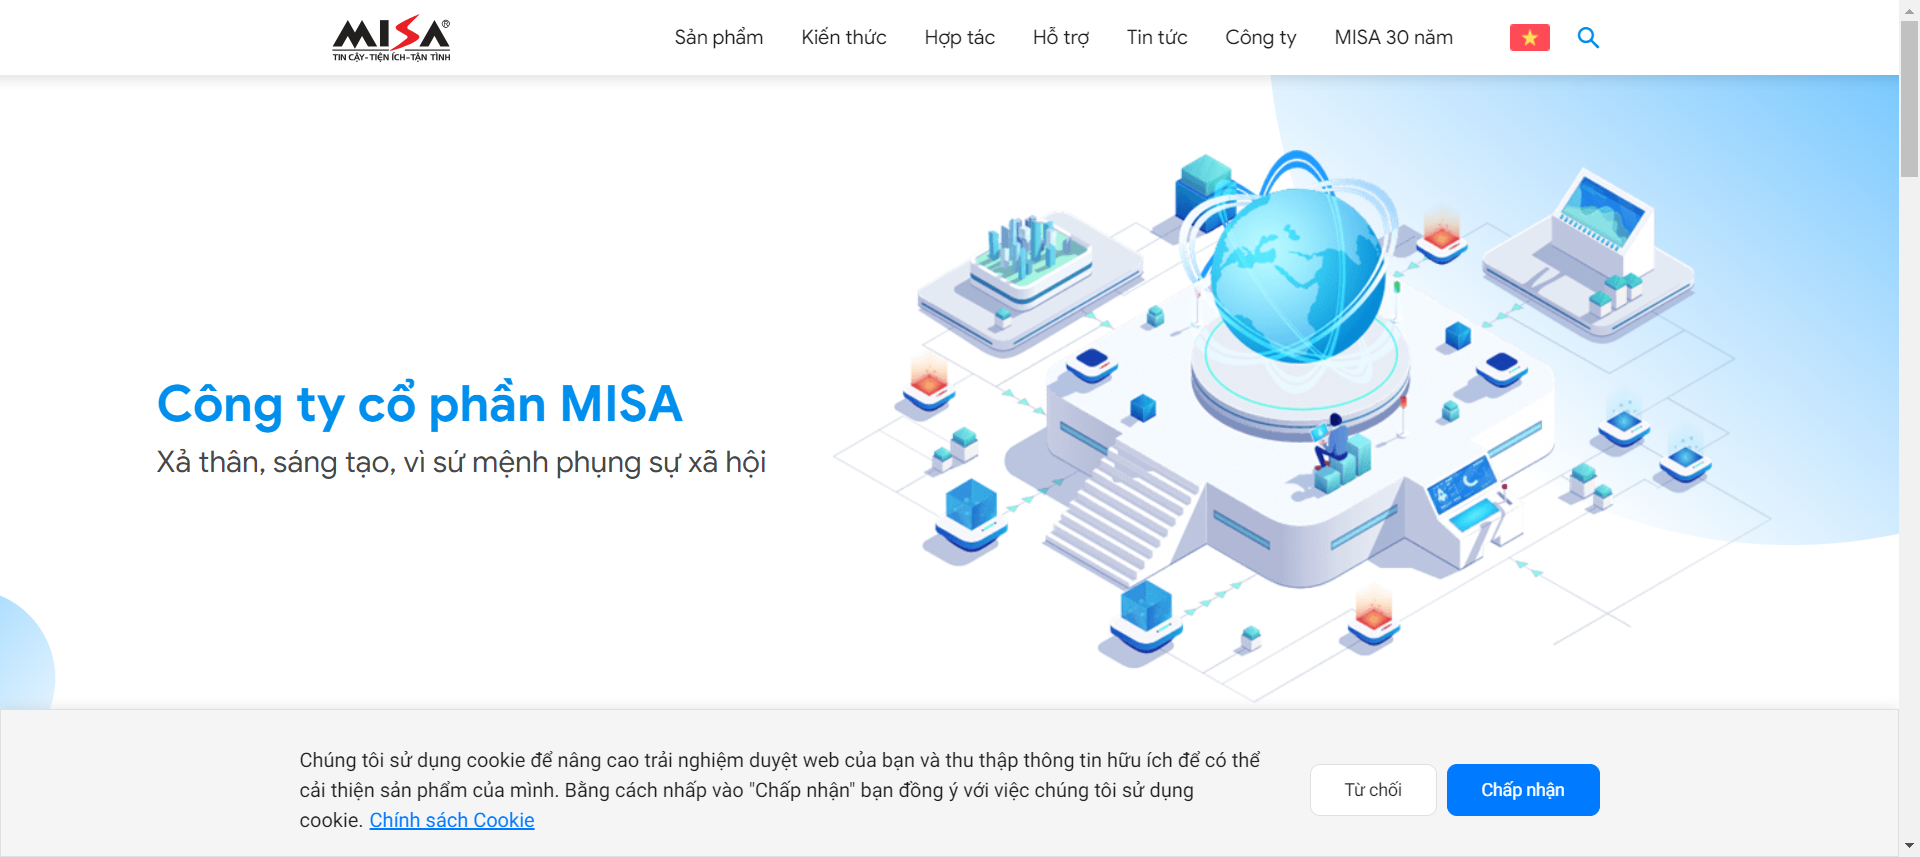 MISA®
TIN CẬY-TIỆN ÍCH-TẬN TÌNH
Sản phẩm Kiến thức Hợp tác Hỗ trợ Tin tức Công ty MISA 30 năm
Công ty cổ phần MISA
Xả thân, sáng tạo, vì sứ mệnh phụng sự xã hội
Chúng tôi sử dụng cookie để nâng cao trải nghiệm duyệt web của bạn và thu thập thông tin hữu ích để có thể
cải thiện sản phẩm của mình. Bằng cách nhấp vào "Chấp nhận" bạn đồng ý với việc chúng tôi sử dụng
cookie. Chính sách Cookie
Từ chối
Chấp nhận